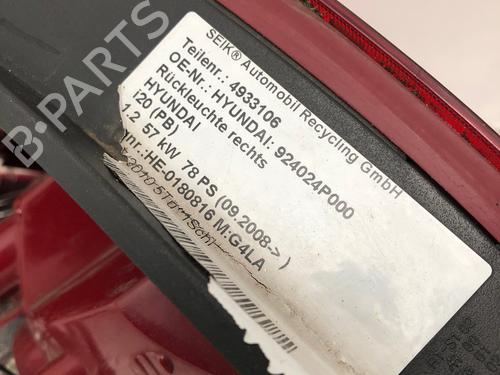 SEIK® Automobil Recycling GmbH
Teilenr.: 4933106
OE-Nr.: HYUNDAI: 924024P000
Rückleuchte rechts
HYUNDAI
i20 (PB)
1.2 57 kW 78 PS (09.2008-> )
nr.:HE-0180816 M:G4LA